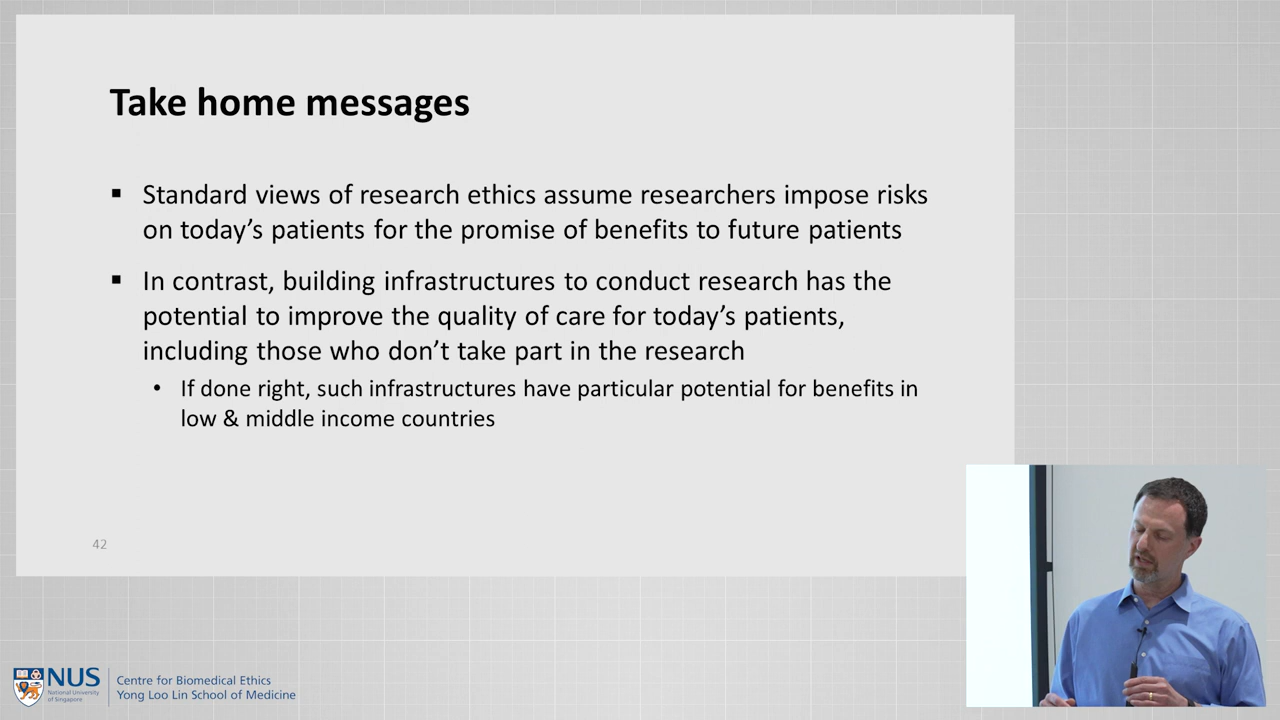 Take home messages
Standard views of research ethics assume researchers impose risks
on today's patients for the promise of benefits to future patients
In contrast, building infrastructures to conduct research has the
potential to improve the quality of care for today's patients,
including those who don't take part in the research
If done right, such infrastructures have particular potential for benefits in
low & middle income countries
42
NUS
National University
of Singapore
Centre for Biomedical Ethics
Yong Loo Lin School of Medicine